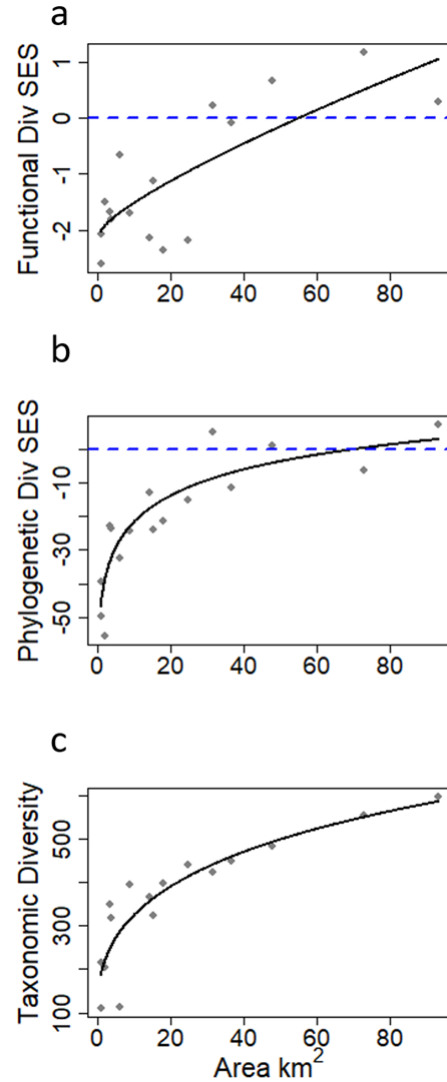 a
Functional Div SES
1
0
-1
-2
0 20 40 60 80
b
Phylogenetic Div SES
-10
-30
-50
0 20 40 60 80
c
Taxonomic Diversity
500
300
100
0 20 40 60 80
Area km²